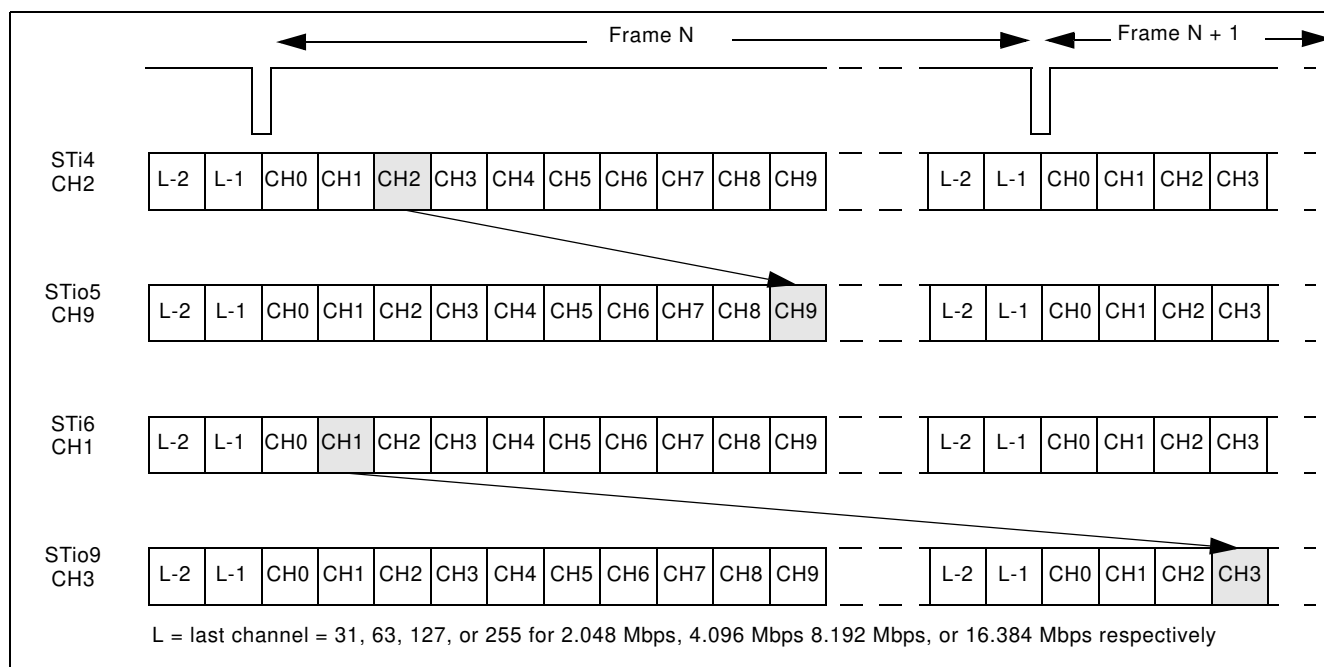 Frame N Frame N + 1
STi4
CH2
L-2 L-1 CH0 CH1 CH2 CH3 CH4 CH5 CH6 CH7 CH8 CH9 L-2 L-1 CH0 CH1 CH2 CH3
STio5
CH9
L-2 L-1 CH0 CH1 CH2 CH3 CH4 CH5 CH6 CH7 CH8 CH9 L-2 L-1 CH0 CH1 CH2 CH3
STi6
CH1
L-2 L-1 CH0 CH1 CH2 CH3 CH4 CH5 CH6 CH7 CH8 CH9 L-2 L-1 CH0 CH1 CH2 CH3
STio9
CH3
L-2 L-1 CH0 CH1 CH2 CH3 CH4 CH5 CH6 CH7 CH8 CH9 L-2 L-1 CH0 CH1 CH2 CH3
L = last channel = 31, 63, 127, or 255 for 2.048 Mbps, 4.096 Mbps 8.192 Mbps, or 16.384 Mbps respectively